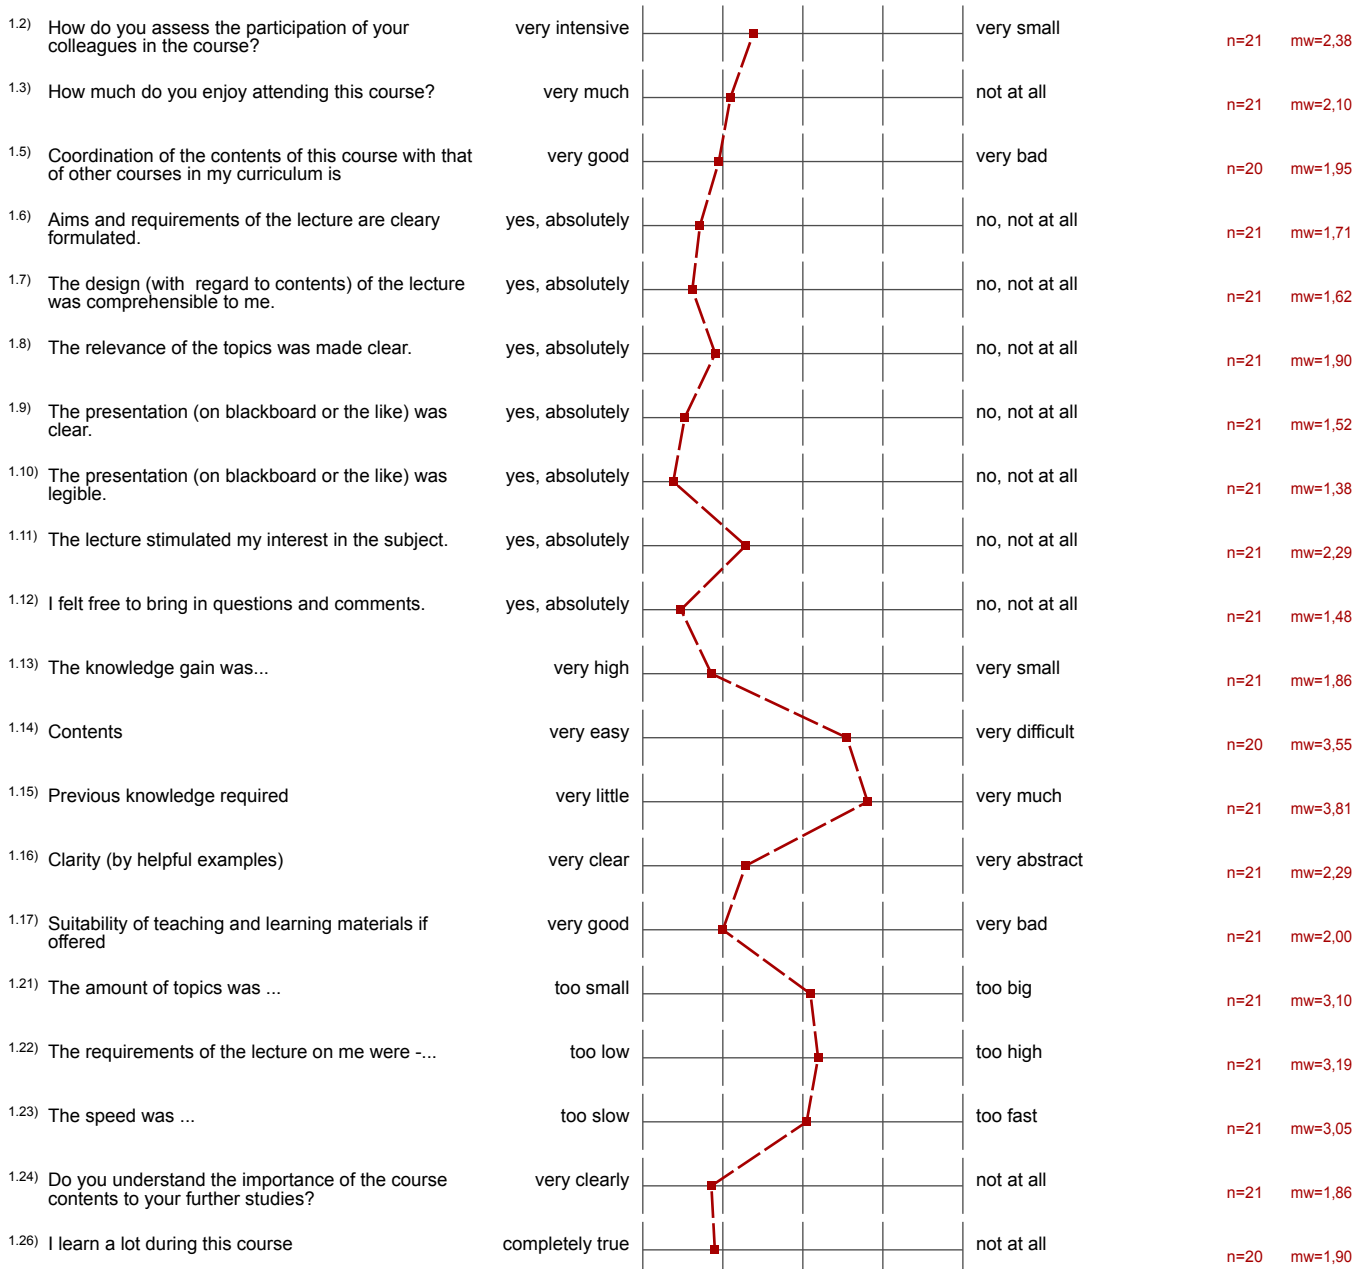 1.2) How do you assess the participation of your very intensive very small n=21 mw=2,38
colleagues in the course?
1.3) How much do you enjoy attending this course? very much not at all n=21 mw=2,10
1.5) Coordination of the contents of this course with that very good very bad n=20 mw=1,95
of other courses in my curriculum is
1.6) Aims and requirements of the lecture are cleary yes, absolutely no, not at all n=21 mw=1,71
formulated.
1.7) The design (with regard to contents) of the lecture yes, absolutely no, not at all n=21 mw=1,62
was comprehensible to me.
1.8) The relevance of the topics was made clear. yes, absolutely no, not at all n=21 mw=1,90
1.9) The presentation (on blackboard or the like) was yes, absolutely no, not at all n=21 mw=1,52
clear.
1.10) The presentation (on blackboard or the like) was yes, absolutely no, not at all n=21 mw=1,38
legible.
1.11) The lecture stimulated my interest in the subject. yes, absolutely no, not at all n=21 mw=2,29
1.12) I felt free to bring in questions and comments. yes, absolutely no, not at all n=21 mw=1,48
1.13) The knowledge gain was... very high very small n=21 mw=1,86
1.14) Contents very easy very difficult n=20 mw=3,55
1.15) Previous knowledge required very little very much n=21 mw=3,81
1.16) Clarity (by helpful examples) very clear very abstract n=21 mw=2,29
1.17) Suitability of teaching and learning materials if very good very bad n=21 mw=2,00
offered
1.21) The amount of topics was ... too small too big n=21 mw=3,10
1.22) The requirements of the lecture on me were -... too low too high n=21 mw=3,19
1.23) The speed was ... too slow too fast n=21 mw=3,05
1.24) Do you understand the importance of the course very clearly not at all n=21 mw=1,86
contents to your further studies?
1.26) I learn a lot during this course completely true not at all n=20 mw=1,90